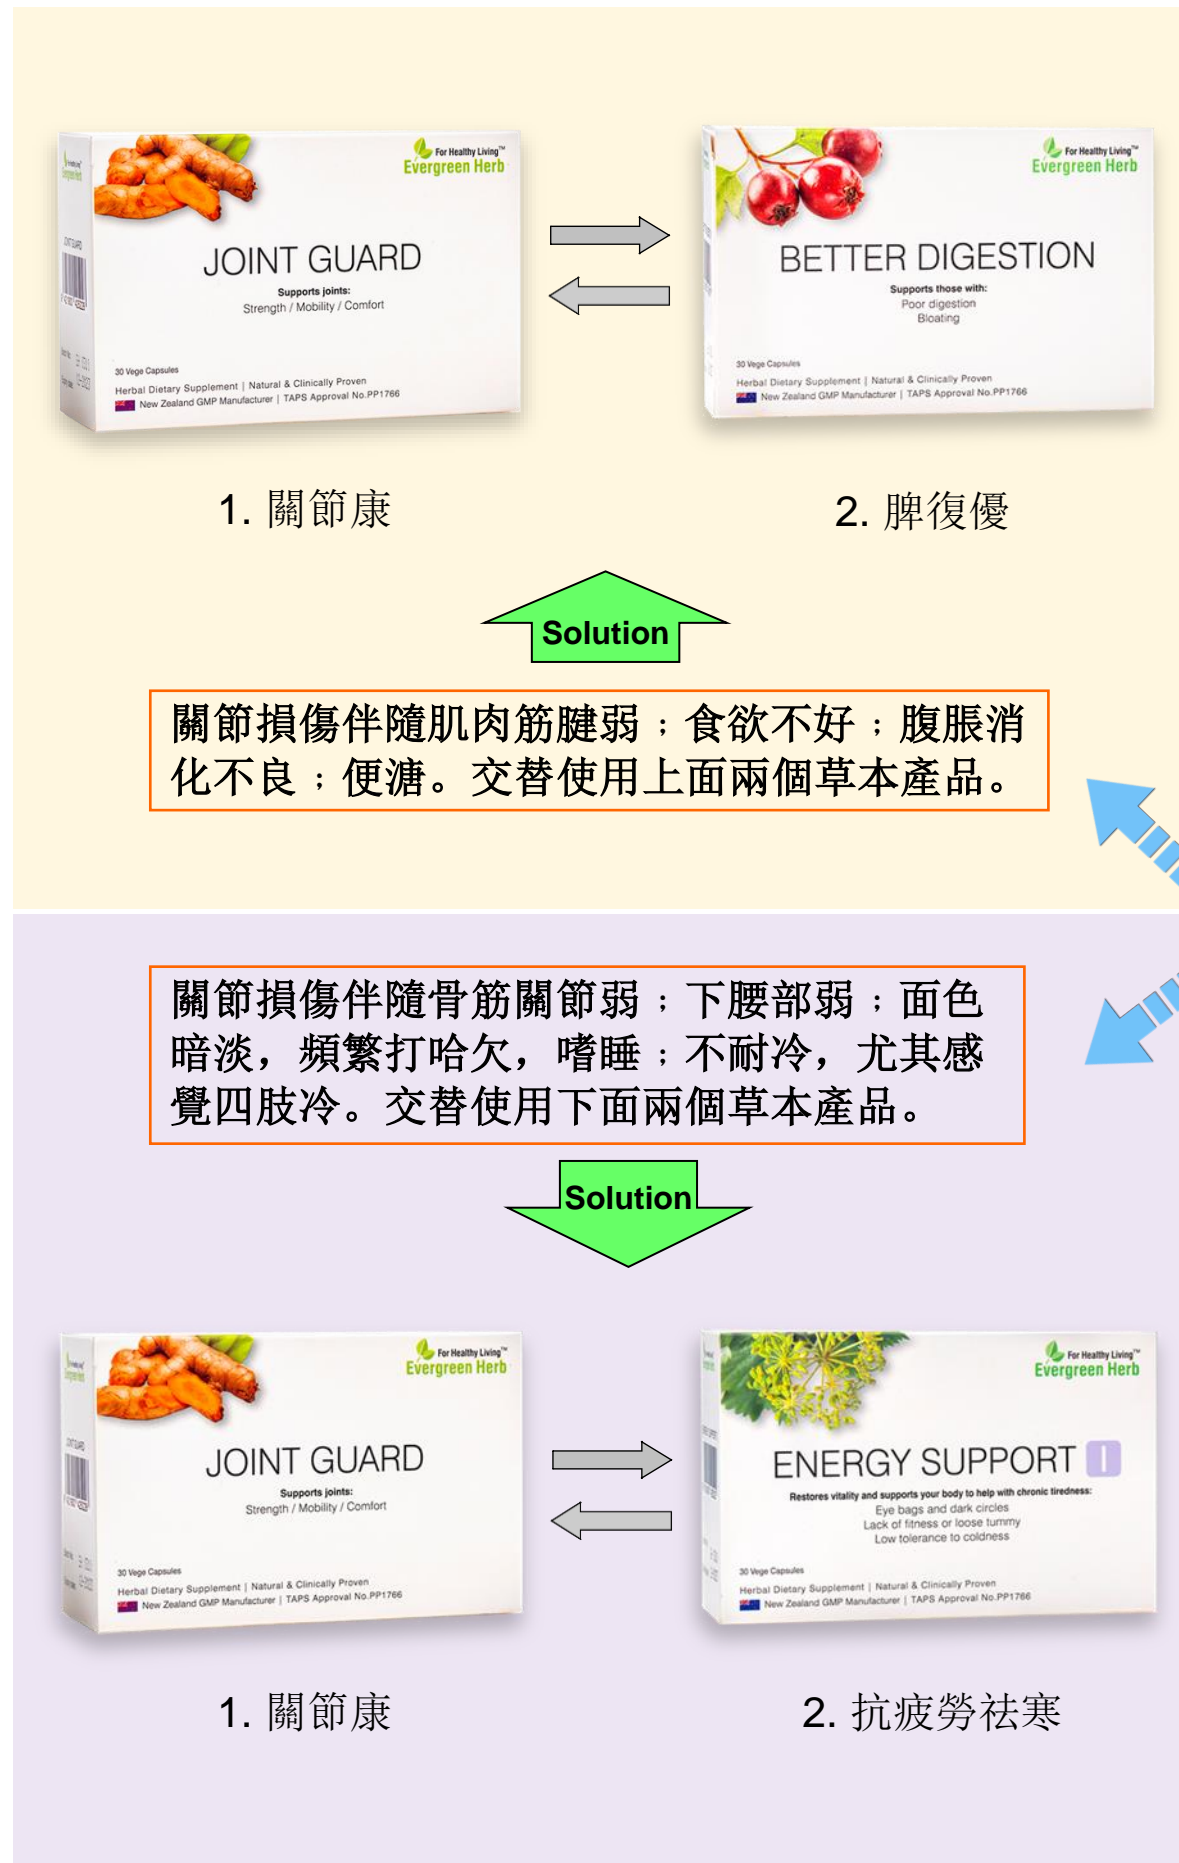 For Healthy Living™
Evergreen Herb
JOINT GUARD
Supports joints:
Strength / Mobility / Comfort
30 Vege Capsules
Herbal Dietary Supplement | Natural & Clinically Proven
New Zealand GMP Manufacturer | TAPS Approval No.PP1766
For Healthy Living™
Evergreen Herb
BETTER DIGESTION
Supports those with:
Poor digestion
Bloating
30 Vege Capsules
Herbal Dietary Supplement | Natural & Clinically Proven
New Zealand GMP Manufacturer | TAPS Approval No.PP1766
1. 關節康
2. 脾復優
Solution
關節損傷伴隨肌肉筋腱弱；食欲不好；腹脹消
化不良；便溏。交替使用上面兩個草本產品。
關節損傷伴隨骨筋關節弱；下腰部弱；面色
暗淡，頻繁打哈欠，嗜睡；不耐冷，尤其感
覺四肢冷。交替使用下面兩個草本產品。
Solution
For Healthy Living™
Evergreen Herb
JOINT GUARD
Supports joints:
Strength / Mobility / Comfort
30 Vege Capsules
Herbal Dietary Supplement | Natural & Clinically Proven
New Zealand GMP Manufacturer | TAPS Approval No.PP1766
For Healthy Living™
Evergreen Herb
ENERGY SUPPORT I
Restores vitality and supports your body to help with chronic tiredness:
Eye bags and dark circles
Lack of fitness or loose tummy
Low tolerance to coldness
30 Vege Capsules
Herbal Dietary Supplement | Natural & Clinically Proven
New Zealand GMP Manufacturer | TAPS Approval No.PP1766
1. 關節康
2. 抗疲勞祛寒